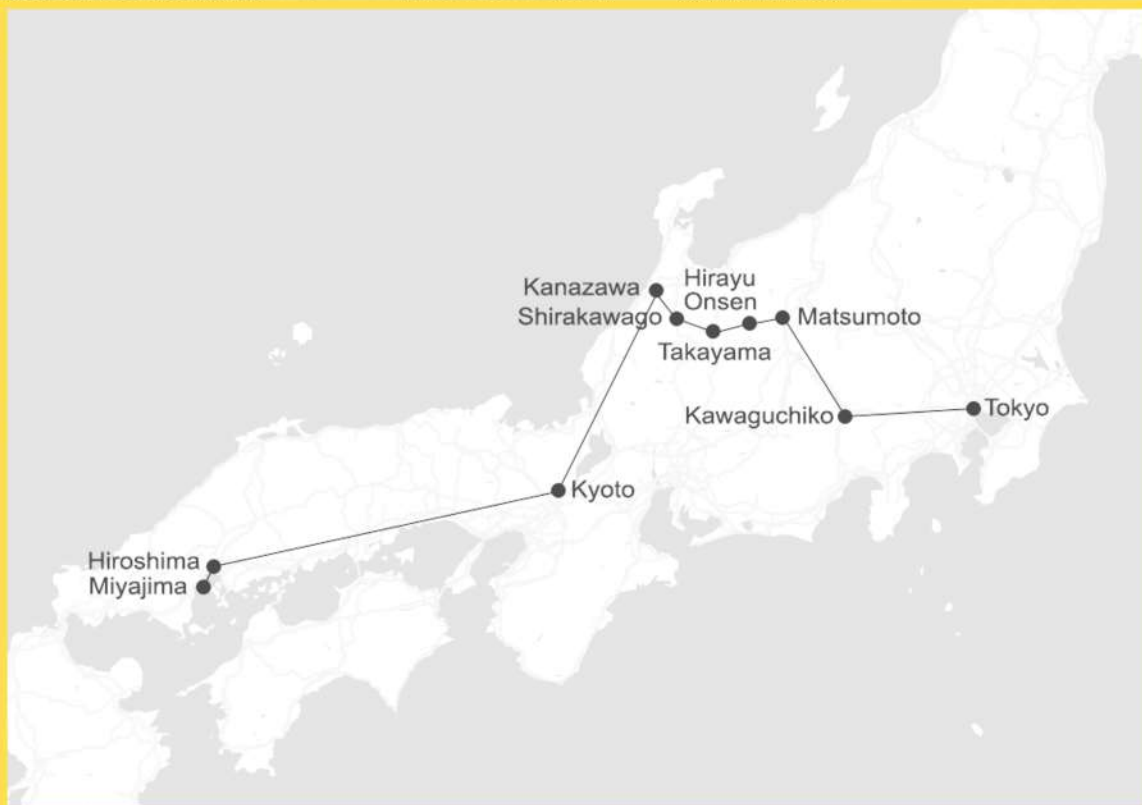 Kanazawa
Hirayu
Onsen
Shirakawago
Matsumoto
Takayama
Kawaguchiko
Tokyo
Kyoto
Hiroshima
Miyajima